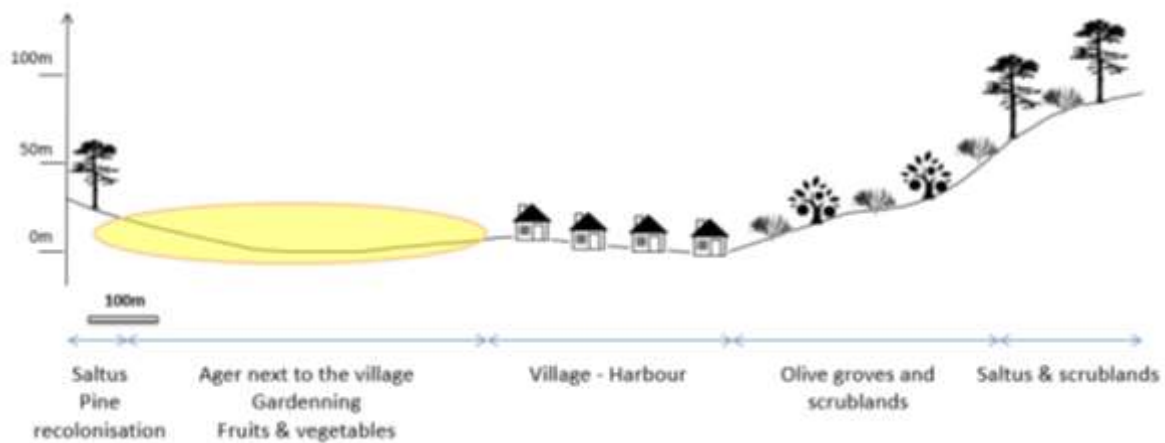 100m
50m
0m
100m
Saltus
Pine
recolonisation
Ager next to the village
Gardenning
Fruits & vegetables
Village - Harbour
Olive groves and
scrublands
Saltus & scrublands